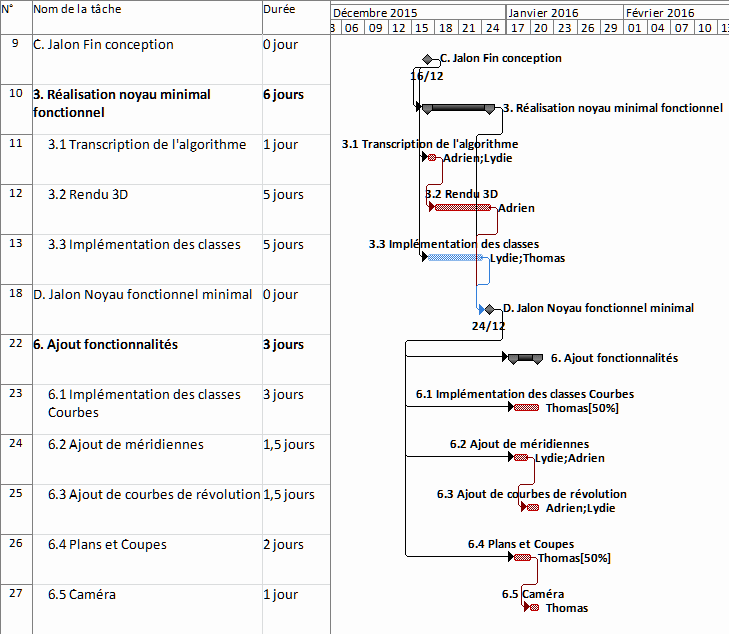 N° Nom de la tâche Durée Décembre 2015 Janvier 2016 Février 2016
3 06 09 12 15 18 21 24 17 20 23 26 29 01 04 07 10 13
9 C. Jalon Fin conception 0 jour C. Jalon Fin conception
16/12
10 3. Réalisation noyau minimal 6 jours 3. Réalisation noyau minimal fonctionnel
fonctionnel
11 3.1 Transcription de l'algorithme 1 jour 3.1 Transcription de l'algorithme
Adrien;Lydie
12 3.2 Rendu 3D 5 jours 3.2 Rendu 3D
Adrien
13 3.3 Implémentation des classes 5 jours 3.3 Implémentation des classes
Lydie;Thomas
18 D. Jalon Noyau fonctionnel minimal 0 jour D. Jalon Noyau fonctionnel minimal
24/12
22 6. Ajout fonctionnalités 3 jours 6. Ajout fonctionnalités
23 6.1 Implémentation des classes 3 jours 6.1 Implémentation des classes Courbes
Courbes Thomas[50%]
24 6.2 Ajout de méridiennes 1,5 jours 6.2 Ajout de méridiennes
Lydie;Adrien
25 6.3 Ajout de courbes de révolution 1,5 jours 6.3 Ajout de courbes de révolution
Adrien;Lydie
26 6.4 Plans et Coupes 2 jours 6.4 Plans et Coupes
Thomas[50%]
27 6.5 Caméra 1 jour 6.5 Caméra
Thomas